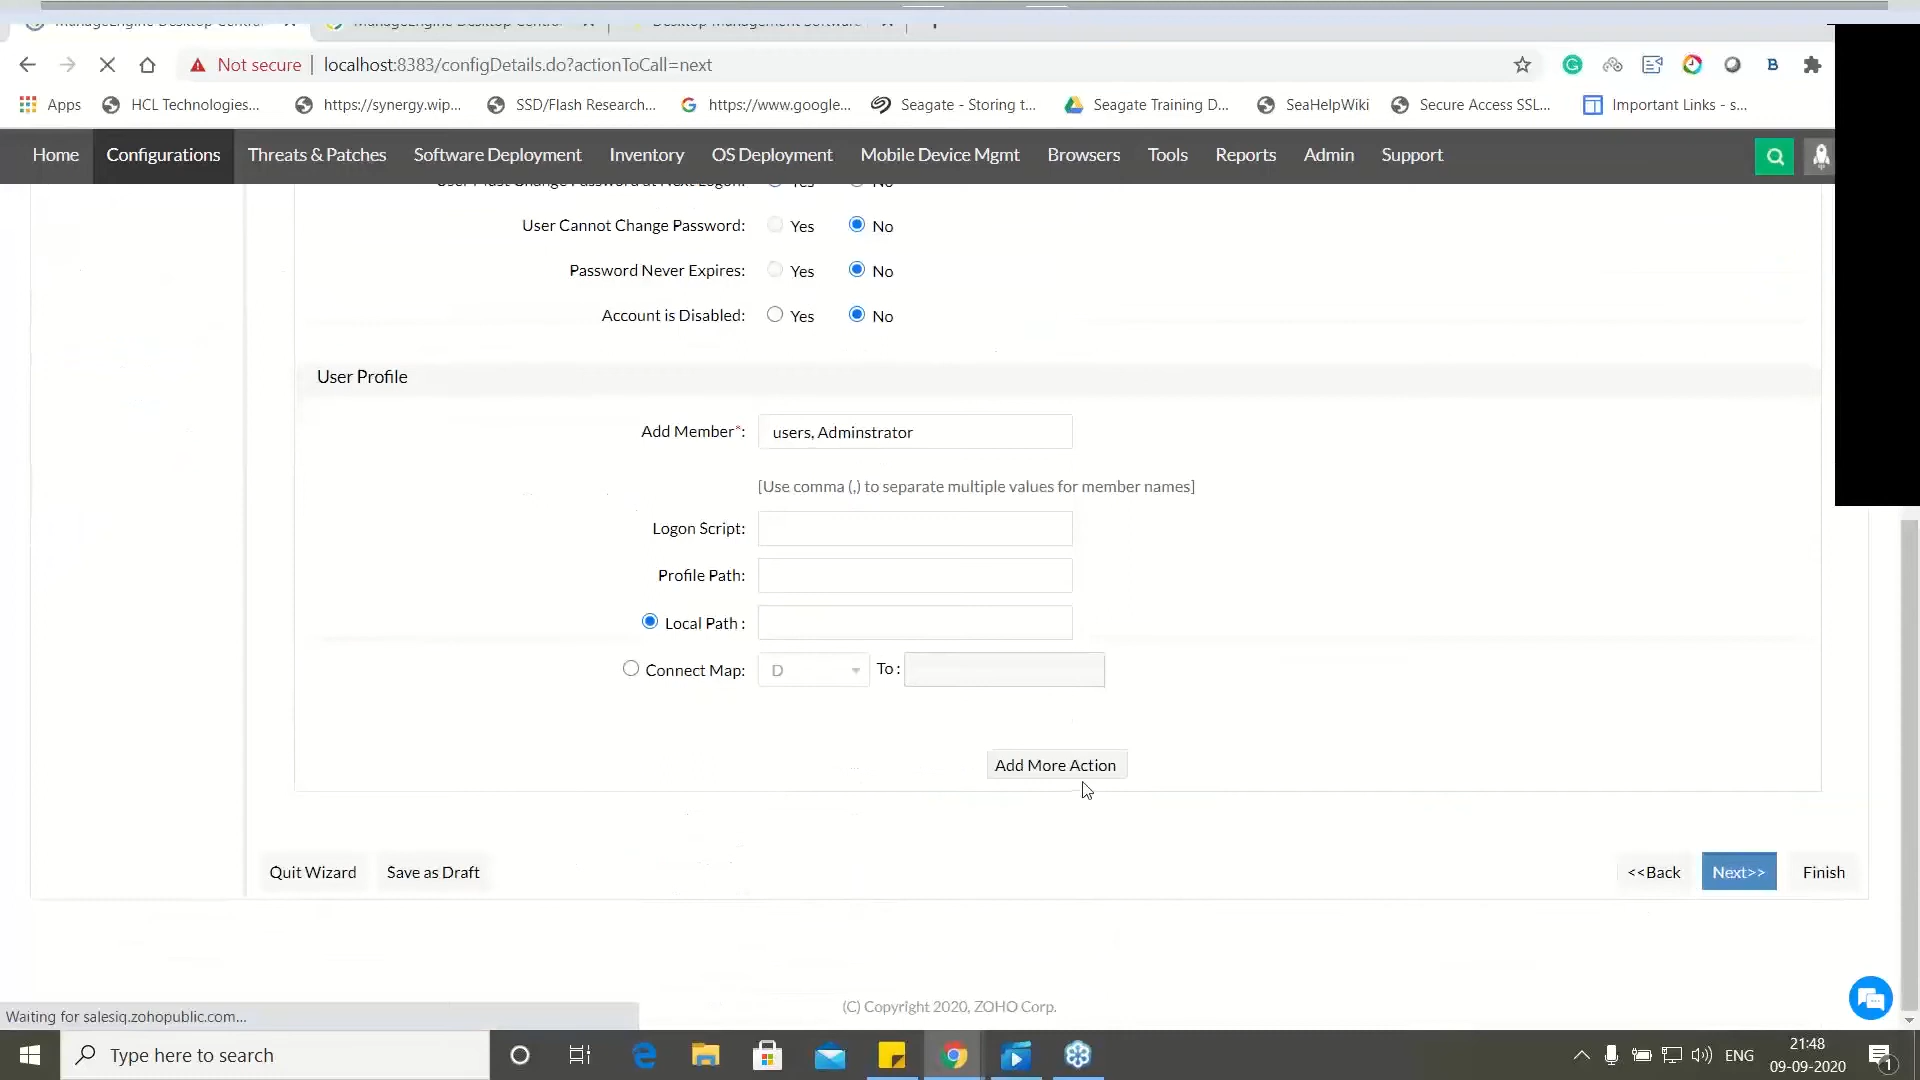 ManageEngine Desktop Central
ManageEngine Desktop Centra
Desktop Management Software
Not secure
localhost:8383/configDetails.do?actionToCall=next
Apps
HCL Technologies...
https://synergy.wip...
SSD/Flash Research...
https://www.google...
Seagate - Storing t...
Seagate Training D...
SeaHelpWiki
Secure Access SSL...
Important Links - s...
Home
Configurations
Threats & Patches
Software Deployment
Inventory
OS Deployment
Mobile Device Mgmt
Browsers
Tools
Reports
Admin
Support
User Must Change Password at Next Logon: Yes No
User Cannot Change Password: Yes No
Password Never Expires: Yes No
Account is Disabled: Yes No
User Profile
Add Member*: users, Adminstrator
[Use comma (,) to separate multiple values for member names]
Logon Script:
Profile Path:
Local Path :
Connect Map: D To :
Add More Action
Quit Wizard
Save as Draft
<<Back
Next>>
Finish
(C) Copyright 2020, ZOHO Corp.
Waiting for salesiq.zohopublic.com...
Type here to search
ENG
21:48
09-09-2020
1